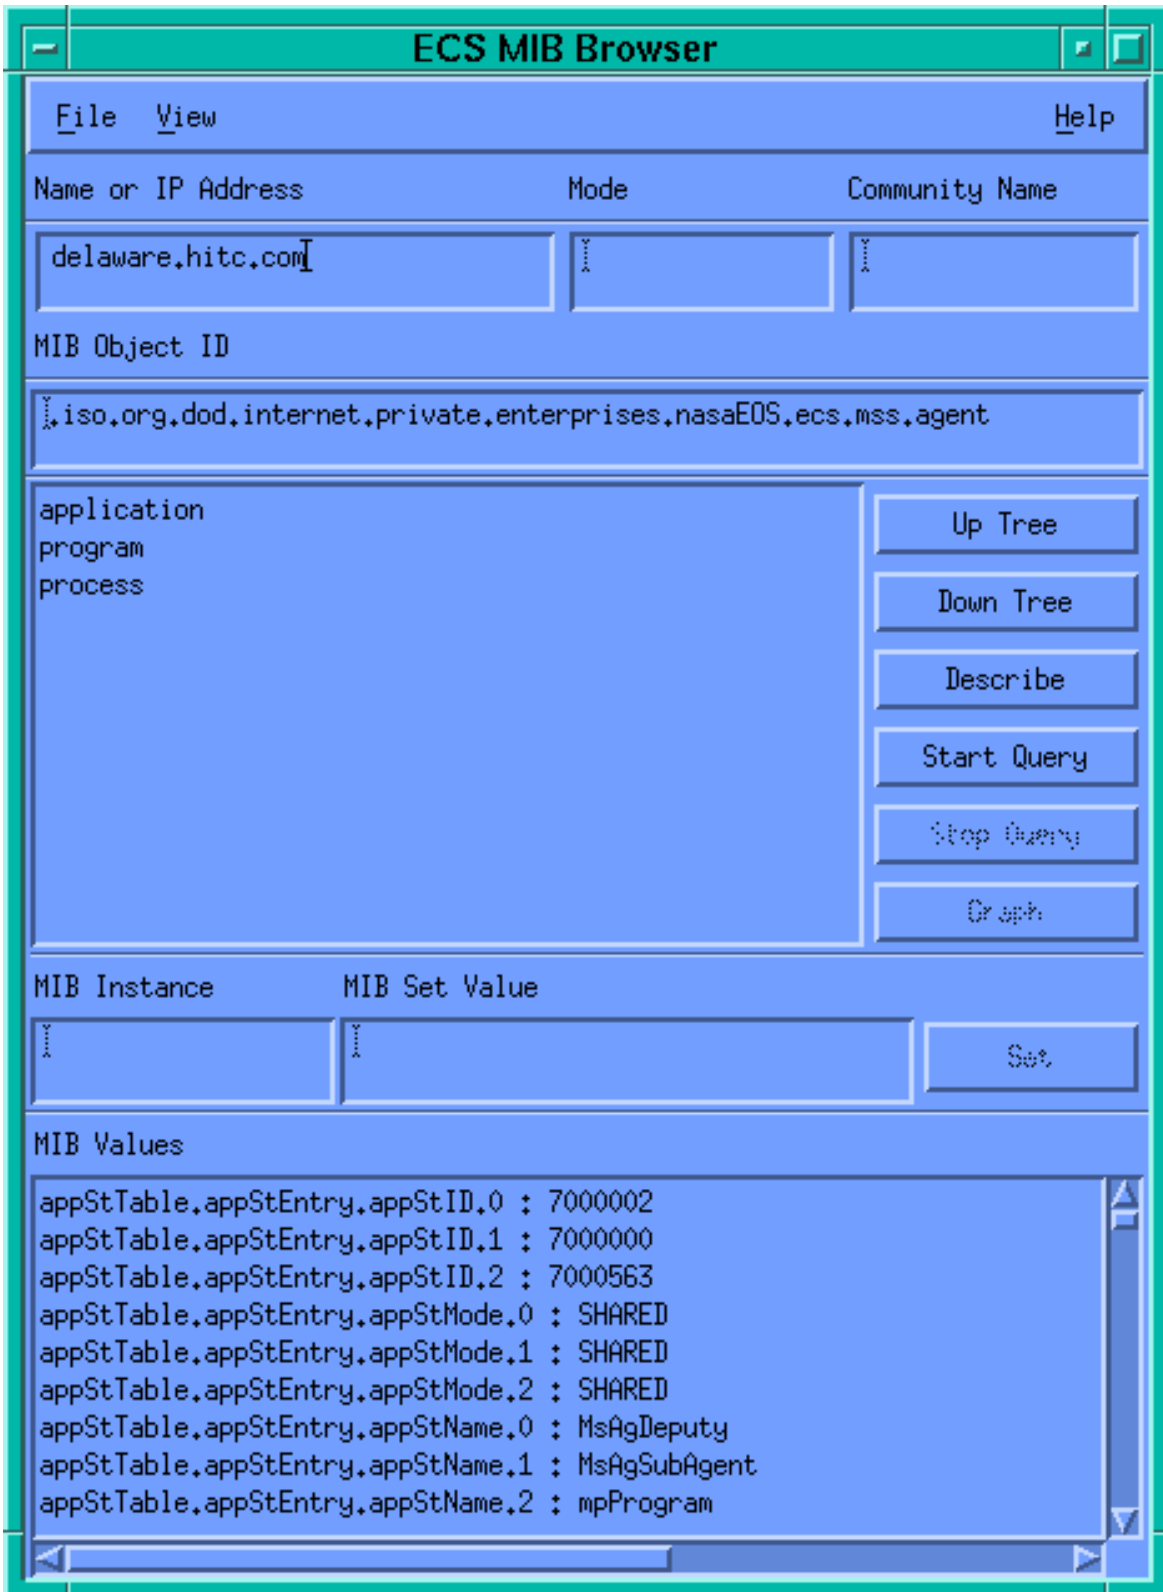 ECS MIB Browser
File View Help
Name or IP Address Mode Community Name
delaware.hitc.com
MIB Object ID
.iso.org.dod.internet.private.enterprises.nasaEOS.ecs.mss.agent
application
program
process
Up Tree
Down Tree
Describe
Start Query
Stop Query
Graph
MIB Instance MIB Set Value
Set
MIB Values
appStTable.appStEntry.appStID.0 : 7000002
appStTable.appStEntry.appStID.1 : 7000000
appStTable.appStEntry.appStID.2 : 7000563
appStTable.appStEntry.appStMode.0 : SHARED
appStTable.appStEntry.appStMode.1 : SHARED
appStTable.appStEntry.appStMode.2 : SHARED
appStTable.appStEntry.appStName.0 : MsAgDeputy
appStTable.appStEntry.appStName.1 : MsAgSubAgent
appStTable.appStEntry.appStName.2 : mpProgram